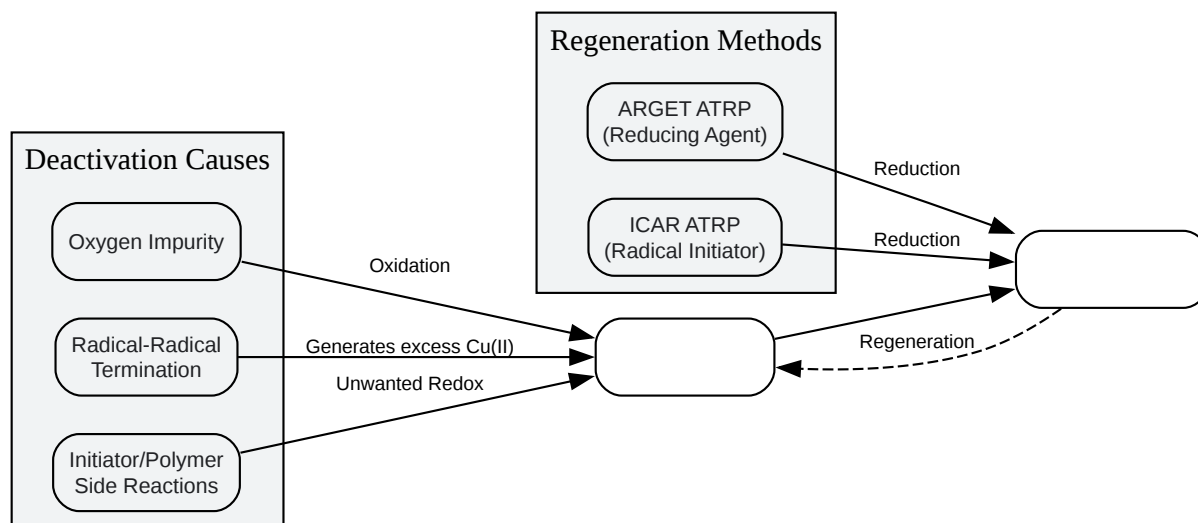 Regeneration Methods
ARGET ATRP
(Reducing Agent)
Reduction
ICAR ATRP
(Radical Initiator)
Reduction
Deactivation Causes
Oxygen Impurity
Oxidation
Radical-Radical
Termination
Generates excess Cu(II)
Unwanted Redox
Initiator/Polymer
Side Reactions
Regeneration